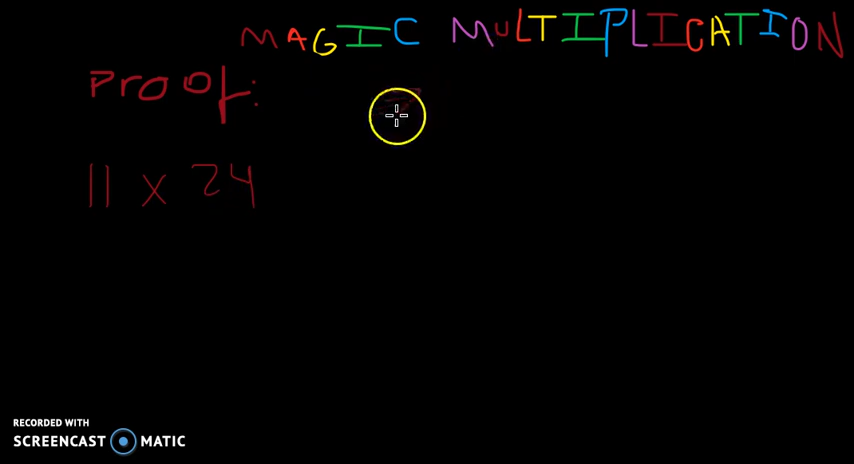 MAGIC MULTIPLICATION
Proof:
11 x 24
RECORDED WITH
SCREENCAST MATIC